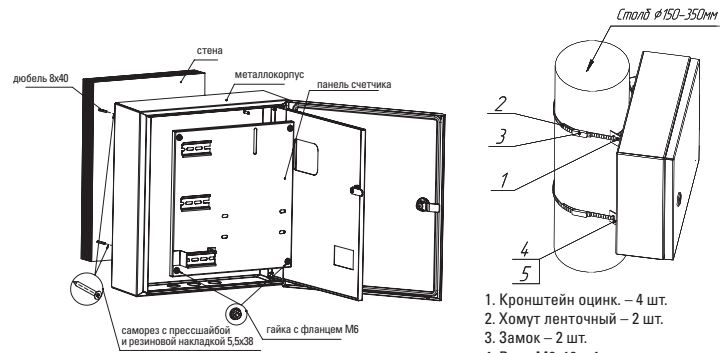 стена
дюбель 8х40
металлокорпус
панель счетчика
саморез с прессшайбой
и резиновой накладкой 5,5х38
гайка с фланцем М6
Столб ϕ150-350мм
2
3
1
4
5
1. Кронштейн оцинк. – 4 шт.
2. Хомут ленточный – 2 шт.
3. Замок – 2 шт.